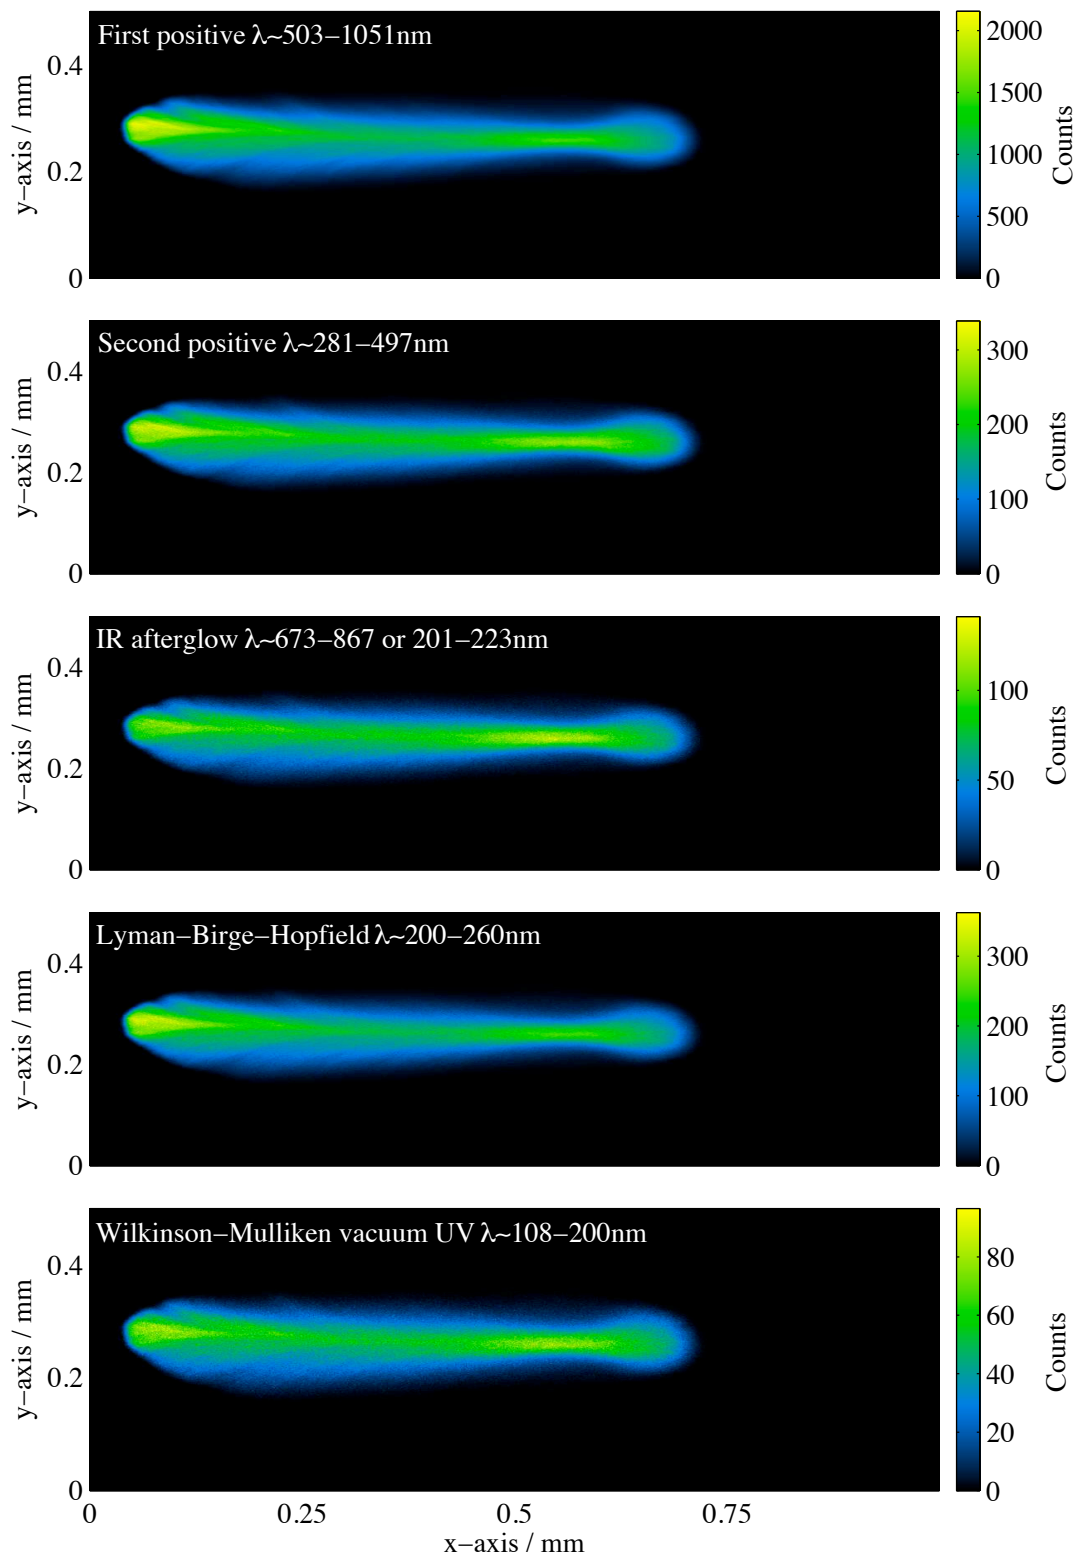 First positive λ~503–1051nm
0.4
0.2
0
y–axis / mm
2000
1500
1000
500
0
Counts
Second positive λ~281–497nm
0.4
0.2
0
y–axis / mm
300
200
100
0
Counts
IR afterglow λ~673–867 or 201–223nm
0.4
0.2
0
y–axis / mm
100
50
0
Counts
Lyman–Birge–Hopfield λ~200–260nm
0.4
0.2
0
y–axis / mm
300
200
100
0
Counts
Wilkinson–Mulliken vacuum UV λ~108–200nm
0.4
0.2
0
y–axis / mm
80
60
40
20
0
Counts
0 0.25 0.5 0.75
x–axis / mm